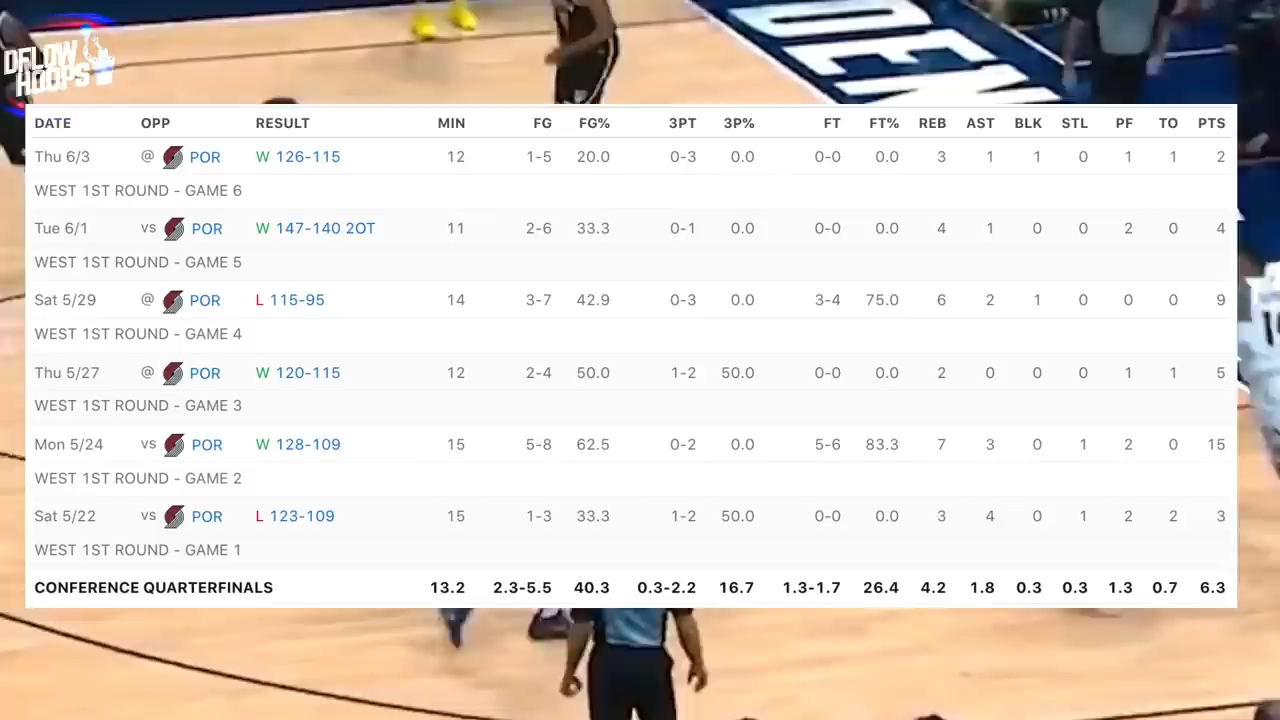 DFLOW
HOOPS
DEN
DATE OPP RESULT MIN FG FG% 3PT 3P% FT FT% REB AST BLK STL PF TO PTS
Thu 6/3 @ POR W 126-115 12 1-5 20.0 0-3 0.0 0-0 0.0 3 1 1 0 1 1 2
WEST 1ST ROUND - GAME 6
Tue 6/1 vs POR W 147-140 2OT 11 2-6 33.3 0-1 0.0 0-0 0.0 4 1 0 0 2 0 4
WEST 1ST ROUND - GAME 5
Sat 5/29 @ POR L 115-95 14 3-7 42.9 0-3 0.0 3-4 75.0 6 2 1 0 0 0 9
WEST 1ST ROUND - GAME 4
Thu 5/27 @ POR W 120-115 12 2-4 50.0 1-2 50.0 0-0 0.0 2 0 0 0 1 1 5
WEST 1ST ROUND - GAME 3
Mon 5/24 vs POR W 128-109 15 5-8 62.5 0-2 0.0 5-6 83.3 7 3 0 1 2 0 15
WEST 1ST ROUND - GAME 2
Sat 5/22 vs POR L 123-109 15 1-3 33.3 1-2 50.0 0-0 0.0 3 4 0 1 2 2 3
WEST 1ST ROUND - GAME 1
CONFERENCE QUARTERFINALS 13.2 2.3-5.5 40.3 0.3-2.2 16.7 1.3-1.7 26.4 4.2 1.8 0.3 0.3 1.3 0.7 6.3